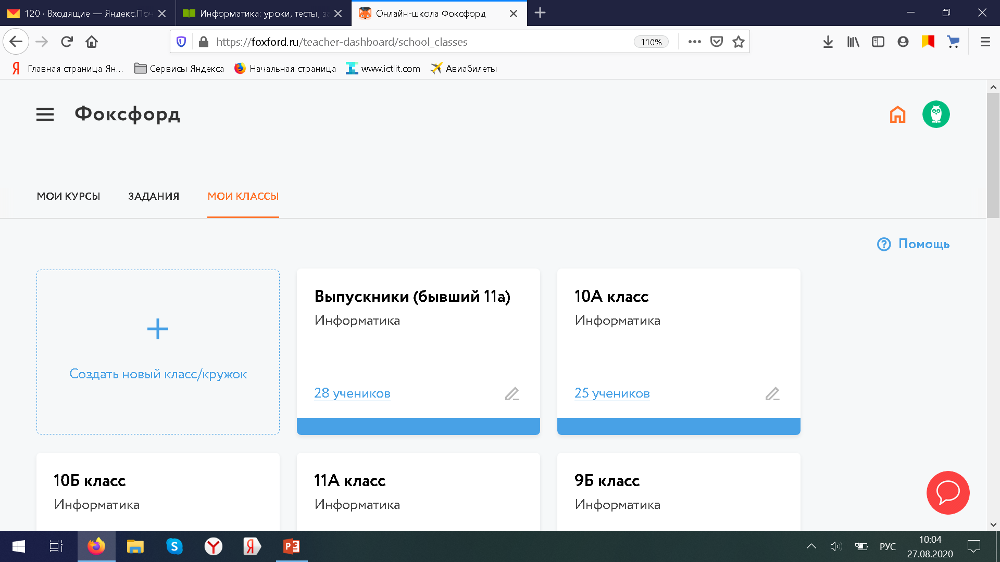 120 · Входящие — Яндекс.Поч
Информатика: уроки, тесты, за
Онлайн-школа Фоксфорд
https://foxford.ru/teacher-dashboard/school_classes
110%
Главная страница Ян...
Сервисы Яндекса
Начальная страница
www.ictlit.com
Авиабилеты
Фоксфорд
МОИ КУРСЫ
ЗАДАНИЯ
МОИ КЛАССЫ
Помощь
Создать новый класс/кружок
Выпускники (бывший 11а)
Информатика
28 учеников
10А класс
Информатика
25 учеников
10Б класс
Информатика
11А класс
Информатика
9Б класс
Информатика
РУС
10:04
27.08.2020